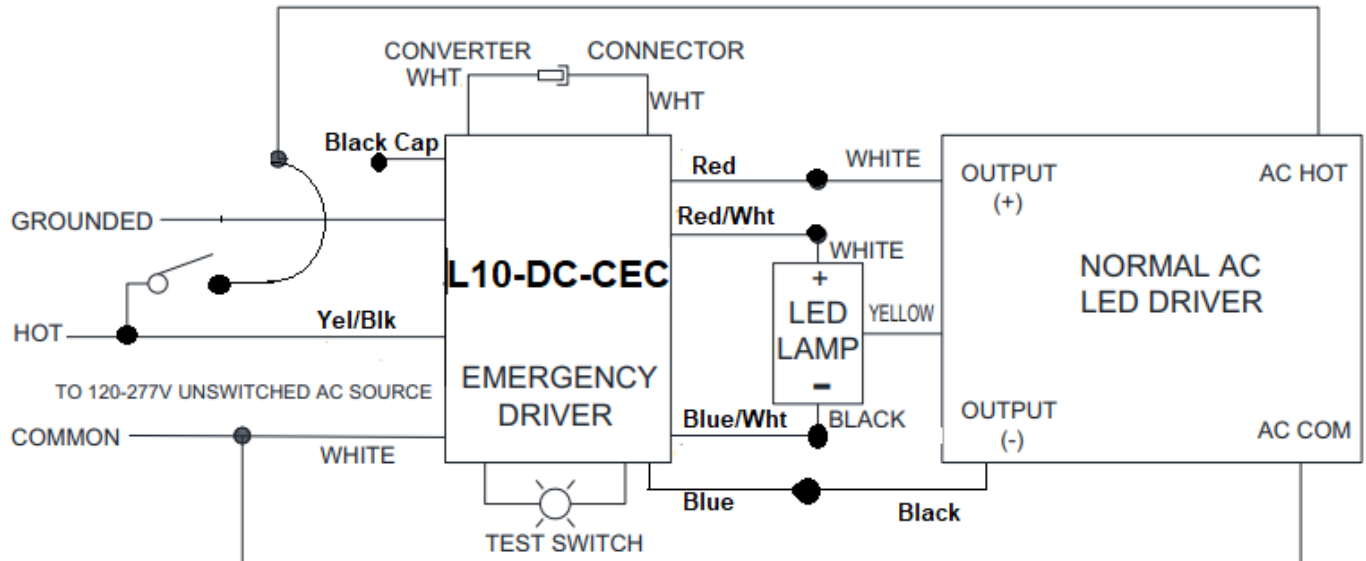 CONVERTER CONNECTOR
WHT
WHT
Black Cap
Red
WHITE
OUTPUT
(+)
AC HOT
GROUNDED
Red/Wht
WHITE
L10-DC-CEC
+
LED
LAMP
YELLOW
NORMAL AC
LED DRIVER
HOT
Yel/Blk
TO 120-277V UNSWITCHED AC SOURCE
EMERGENCY
DRIVER
–
Blue/Wht
BLACK
OUTPUT
(-)
AC COM
COMMON
WHITE
Blue
Black
TEST SWITCH